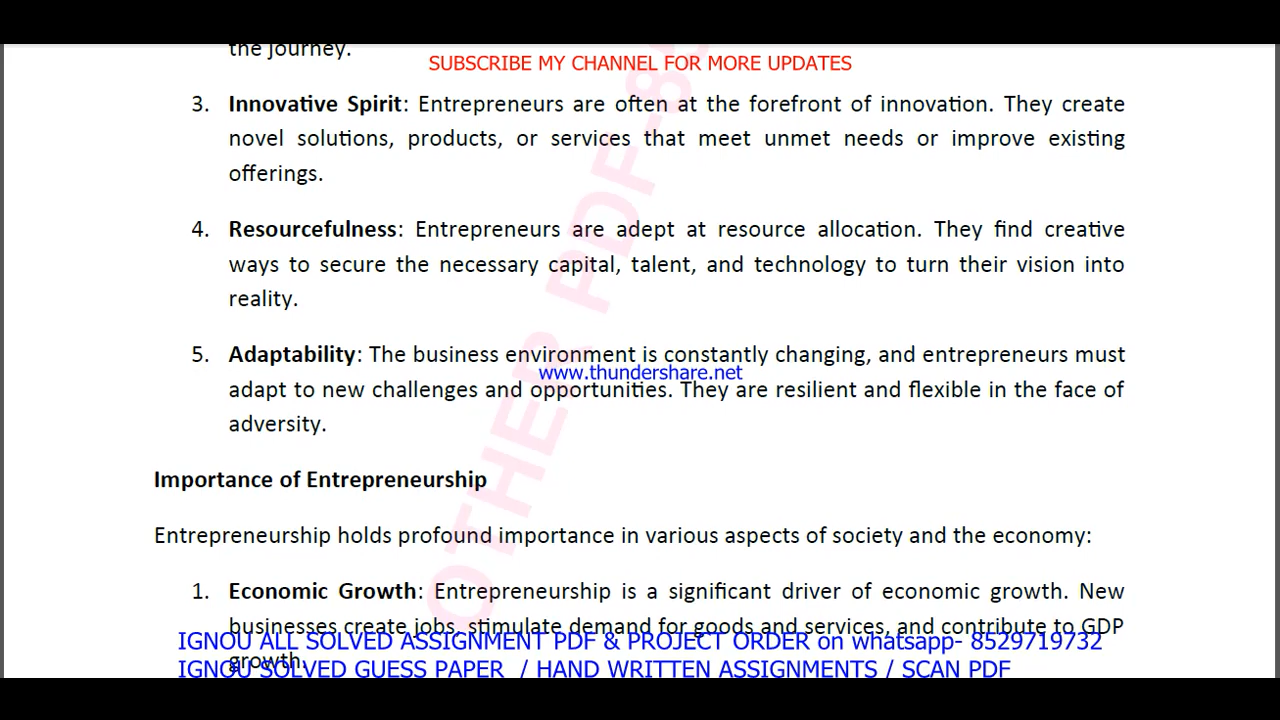 the journey.
SUBSCRIBE MY CHANNEL FOR MORE UPDATES
3. Innovative Spirit: Entrepreneurs are often at the forefront of innovation. They create
novel solutions, products, or services that meet unmet needs or improve existing
offerings.
4. Resourcefulness: Entrepreneurs are adept at resource allocation. They find creative
ways to secure the necessary capital, talent, and technology to turn their vision into
reality.
5. Adaptability: The business environment is constantly changing, and entrepreneurs must
www.thundershare.net
adapt to new challenges and opportunities. They are resilient and flexible in the face of
adversity.
Importance of Entrepreneurship
Entrepreneurship holds profound importance in various aspects of society and the economy:
1. Economic Growth: Entrepreneurship is a significant driver of economic growth. New
businesses create jobs, stimulate demand for goods and services, and contribute to GDP
IGNOU ALL SOLVED ASSIGNMENT PDF & PROJECT ORDER on whatsapp- 8529719732
growth.
IGNOU SOLVED GUESS PAPER / HAND WRITTEN ASSIGNMENTS / SCAN PDF
OTHER PDF-85